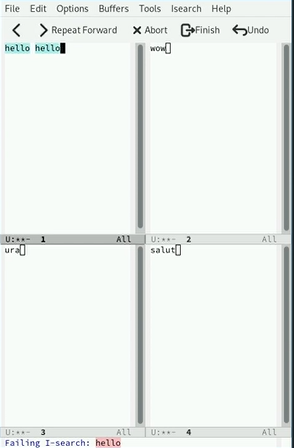 File Edit Options Buffers Tools Isearch Help
Repeat Forward Abort Finish Undo
hello hello
wow
U:**- 1 All
U:**- 2 All
ura
salut
U:**- 3 All
U:**- 4 All
Failing I-search: hello